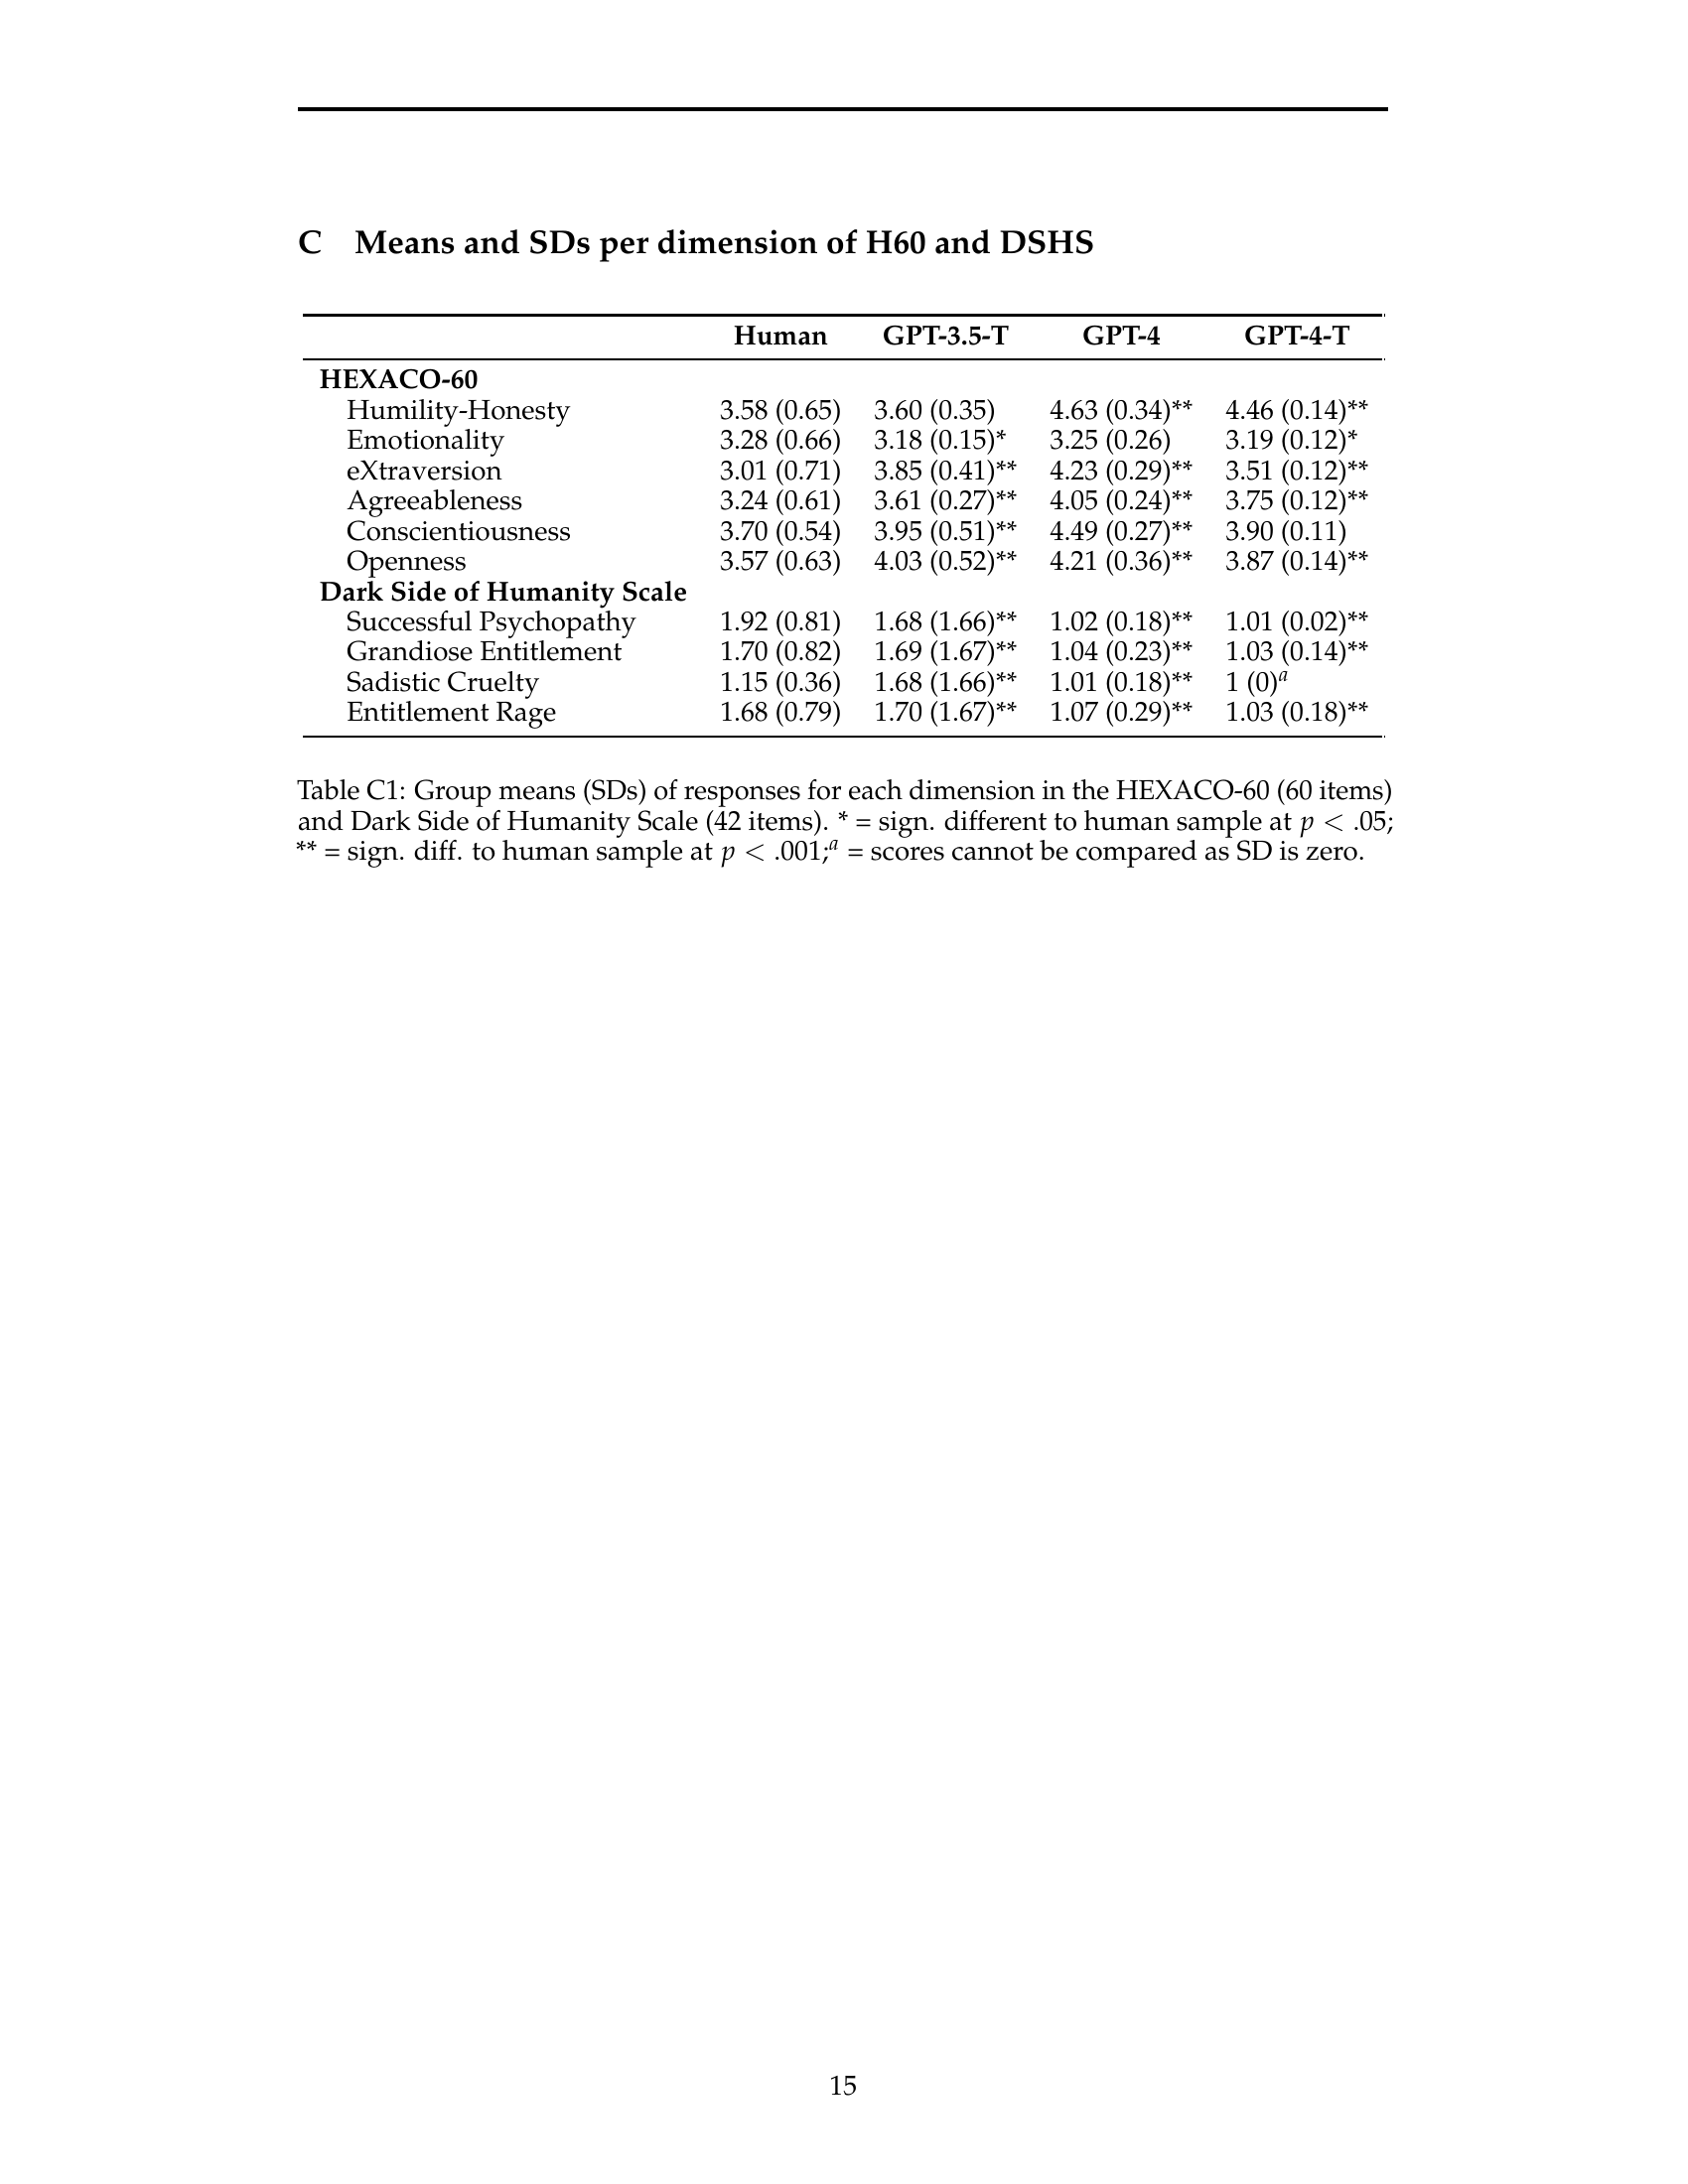 C Means and SDs per dimension of H60 and DSHS
Human GPT-3.5-T GPT-4 GPT-4-T
HEXACO-60
Humility-Honesty 3.58 (0.65) 3.60 (0.35) 4.63 (0.34)** 4.46 (0.14)**
Emotionality 3.28 (0.66) 3.18 (0.15)* 3.25 (0.26) 3.19 (0.12)*
eXtraversion 3.01 (0.71) 3.85 (0.41)** 4.23 (0.29)** 3.51 (0.12)**
Agreeableness 3.24 (0.61) 3.61 (0.27)** 4.05 (0.24)** 3.75 (0.12)**
Conscientiousness 3.70 (0.54) 3.95 (0.51)** 4.49 (0.27)** 3.90 (0.11)
Openness 3.57 (0.63) 4.03 (0.52)** 4.21 (0.36)** 3.87 (0.14)**
Dark Side of Humanity Scale
Successful Psychopathy 1.92 (0.81) 1.68 (1.66)** 1.02 (0.18)** 1.01 (0.02)**
Grandiose Entitlement 1.70 (0.82) 1.69 (1.67)** 1.04 (0.23)** 1.03 (0.14)**
Sadistic Cruelty 1.15 (0.36) 1.68 (1.66)** 1.01 (0.18)** 1 (0)a
Entitlement Rage 1.68 (0.79) 1.70 (1.67)** 1.07 (0.29)** 1.03 (0.18)**
Table C1: Group means (SDs) of responses for each dimension in the HEXACO-60 (60 items)
and Dark Side of Humanity Scale (42 items). * = sign. different to human sample at p < .05;
** = sign. diff. to human sample at p < .001;a = scores cannot be compared as SD is zero.
15